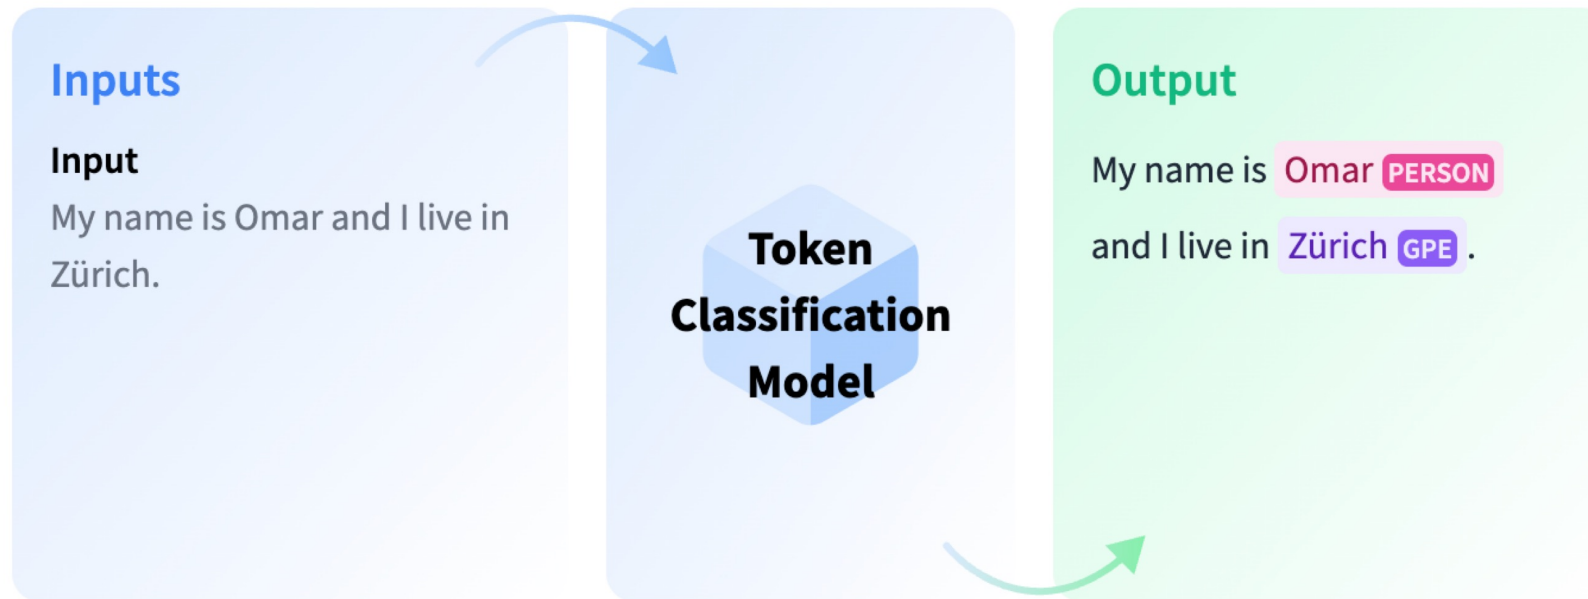 Inputs
Input
My name is Omar and I live in
Zürich.
Token
Classification
Model
Output
My name is Omar PERSON
and I live in Zürich GPE.